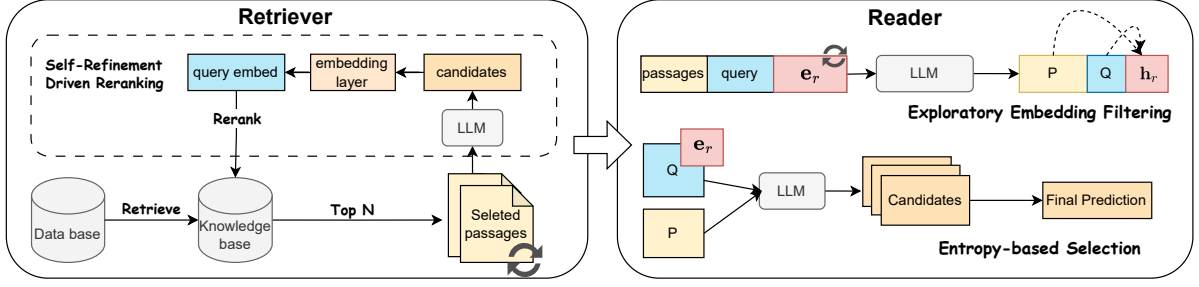 Retriever
Self-Refinement
Driven Reranking
query embed
embedding
layer
candidates
Rerank
LLM
Data base
Retrieve
Knowledge
base
Top N
Seleted
passages
Reader
passages
query
e_r
LLM
P
Q
h_r
Exploratory Embedding Filtering
e_r
Q
P
LLM
Candidates
Final Prediction
Entropy-based Selection